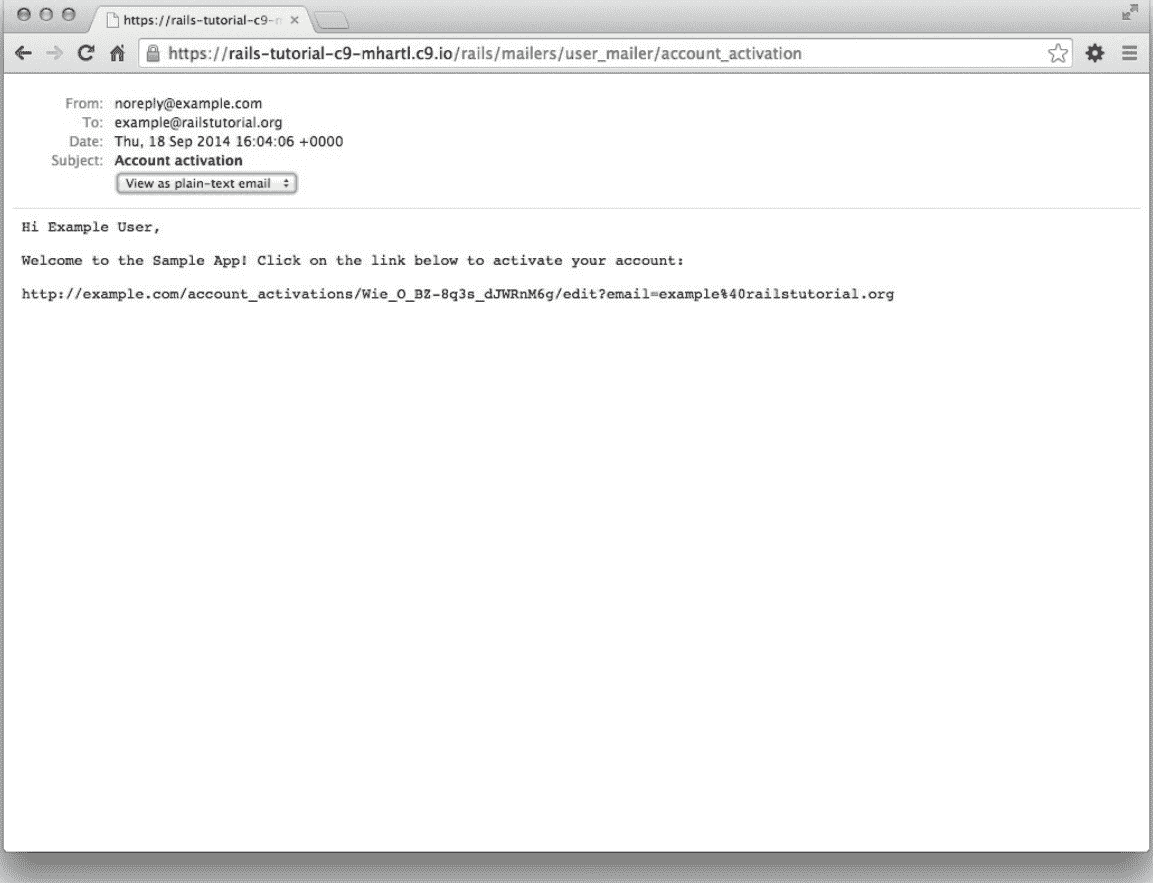 https://rails-tutorial-c9-m
https://rails-tutorial-c9-mhartl.c9.io/rails/mailers/user_mailer/account_activation
From: noreply@example.com
To: example@railstutorial.org
Date: Thu, 18 Sep 2014 16:04:06 +0000
Subject: Account activation
View as plain-text email
Hi Example User,
Welcome to the Sample App! Click on the link below to activate your account:
http://example.com/account_activations/Wie_O_BZ-8q3s_dJWRnM6g/edit?email=example%40railstutorial.org